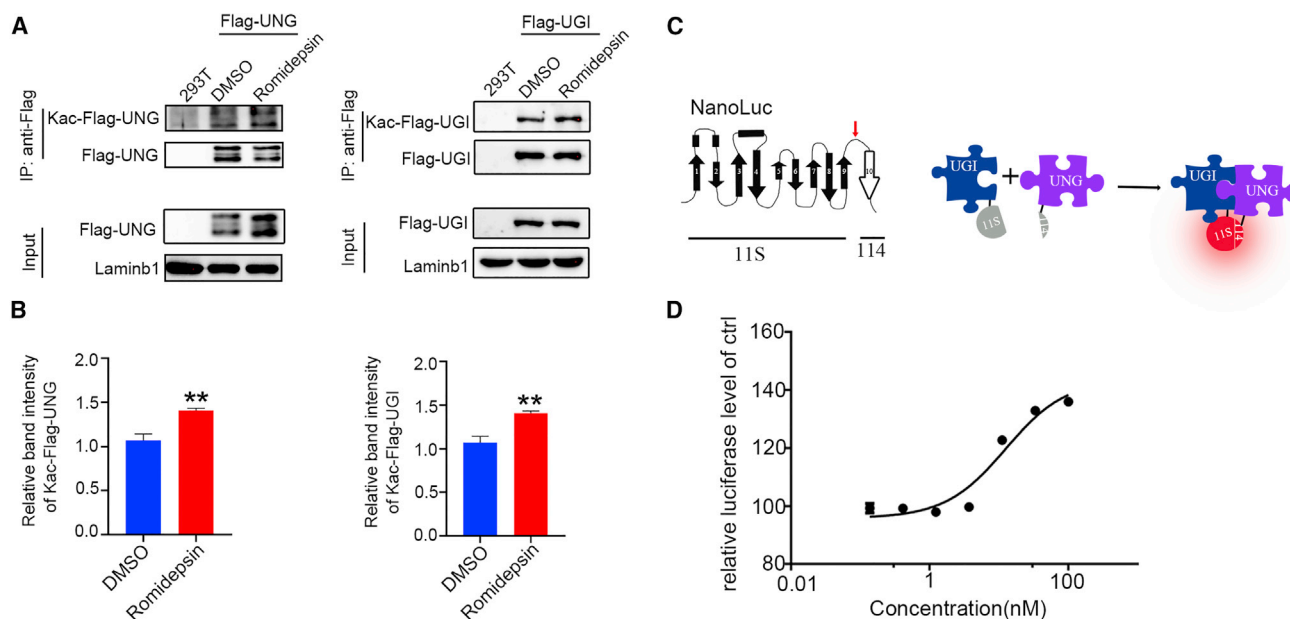 A
Flag-UNG
293T
DMSO
Romidepsin
IP: anti-Flag
Kac-Flag-UNG
Flag-UNG
Input
Flag-UNG
Laminb1
Flag-UGI
293T
DMSO
Romidepsin
IP: anti-Flag
Kac-Flag-UGI
Flag-UGI
Input
Flag-UGI
Laminb1
B
Relative band intensity
of Kac-Flag-UNG
2.0
1.5
1.0
0.5
0.0
**
DMSO
Romidepsin
Relative band intensity
of Kac-Flag-UGI
2.0
1.5
1.0
0.5
0.0
**
DMSO
Romidepsin
C
NanoLuc
1
2
3
4
5
6
7
8
9
10
11S
114
UGI
11S
+
UNG
114
UGI
UNG
11S
114
D
relative luciferase level of ctrl
160
140
120
100
80
0.01
1
100
Concentration(nM)